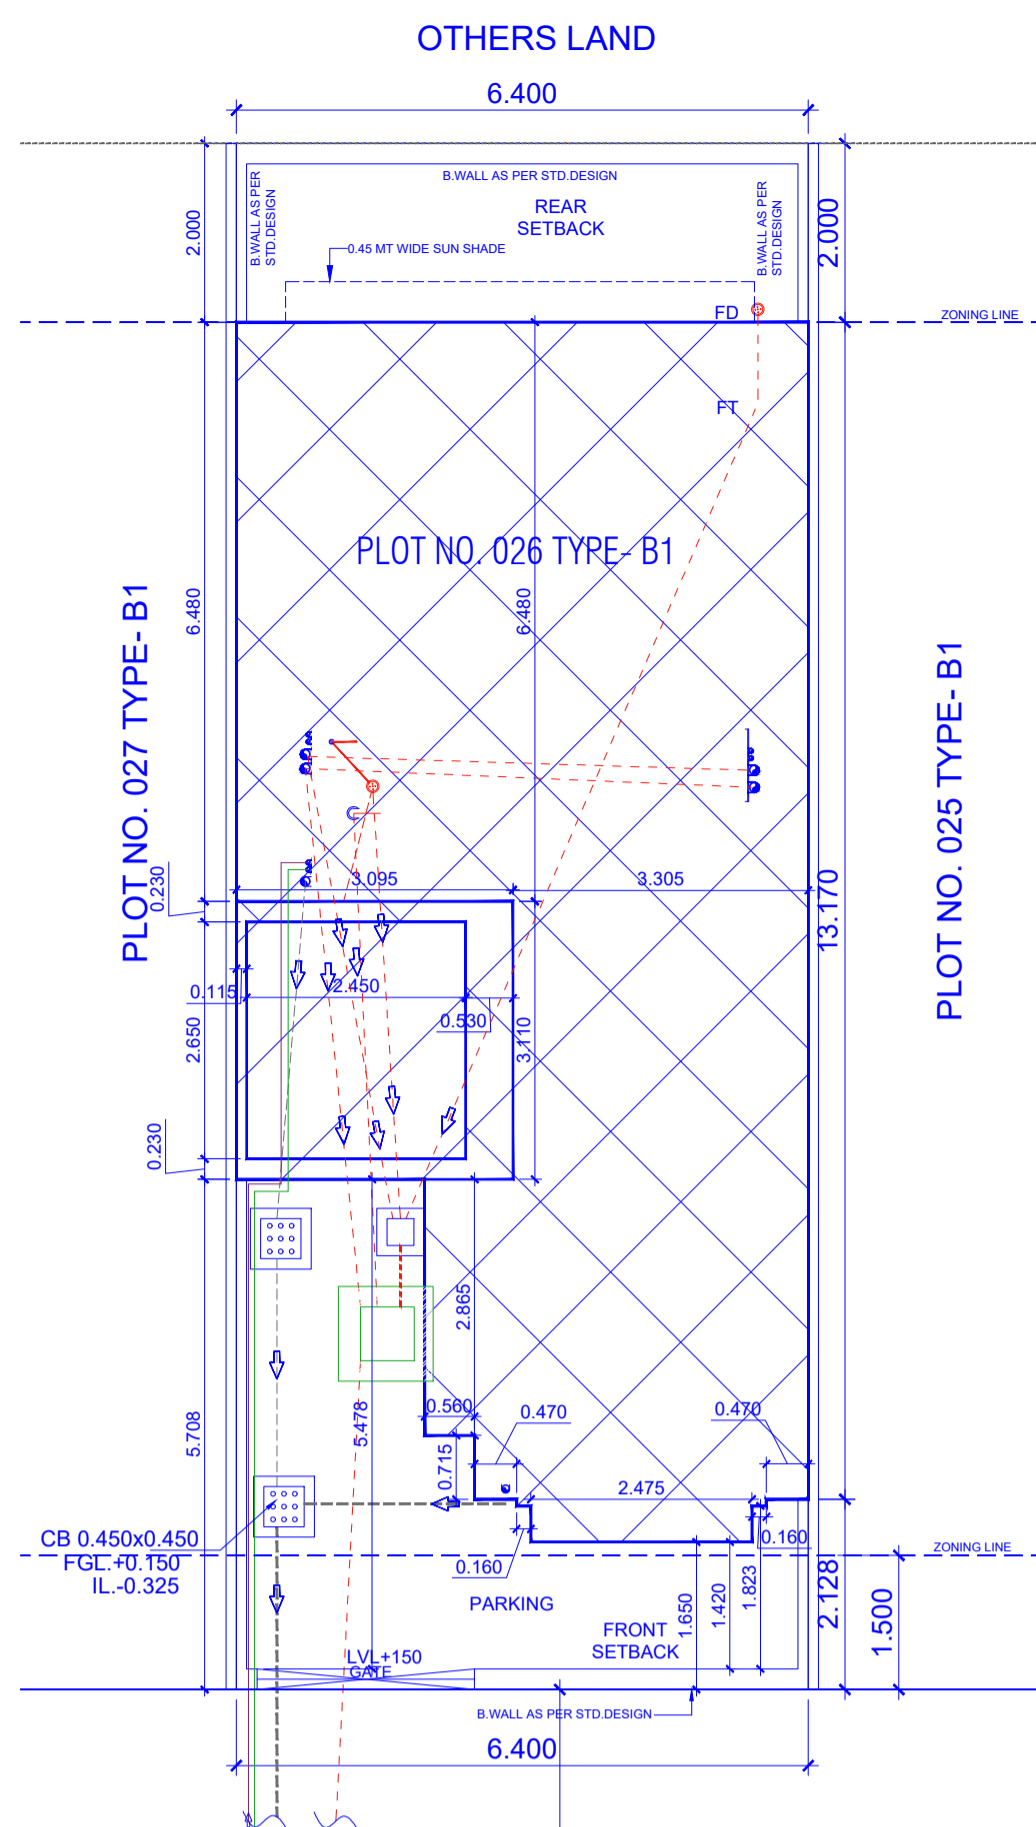 OTHERS LAND
6.400
B.WALL AS PER STD.DESIGN
B.WALL AS PER
STD.DESIGN
REAR
SETBACK
B.WALL AS PER
STD.DESIGN
2.000
2.000
0.45 MT WIDE SUN SHADE
FD
ZONING LINE
FT
PLOT NO. 026 TYPE- B1
6.480
6.480
PLOT NO. 027 TYPE- B1
PLOT NO. 025 TYPE- B1
0.230
3.095
3.305
13.170
0.115
2.450
0.530
2.650
3.110
0.230
2.865
0.560
0.470
0.470
5.708
5.478
0.715
2.475
CB 0.450x0.450
FGL.+0.150
IL.-0.325
0.160
0.160
ZONING LINE
PARKING
1.650
1.420
1.823
2.128
1.500
FRONT
SETBACK
LVL+150
GATE
B.WALL AS PER STD.DESIGN
6.400